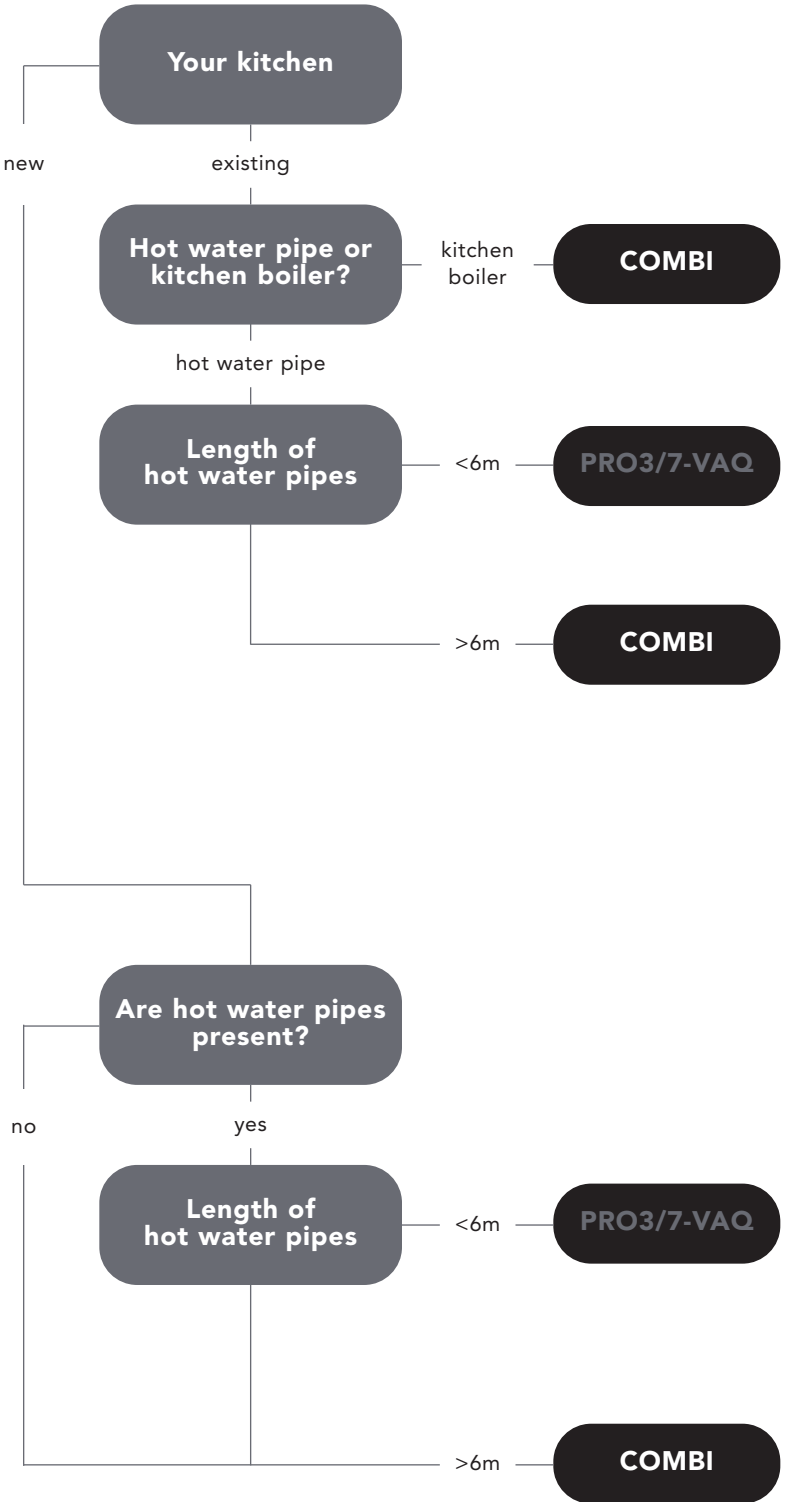 Your kitchen
new
existing
Hot water pipe or
kitchen boiler?
kitchen
boiler
COMBI
hot water pipe
Length of
hot water pipes
<6m
PRO3/7-VAQ
>6m
COMBI
Are hot water pipes
present?
no
yes
Length of
hot water pipes
<6m
PRO3/7-VAQ
>6m
COMBI